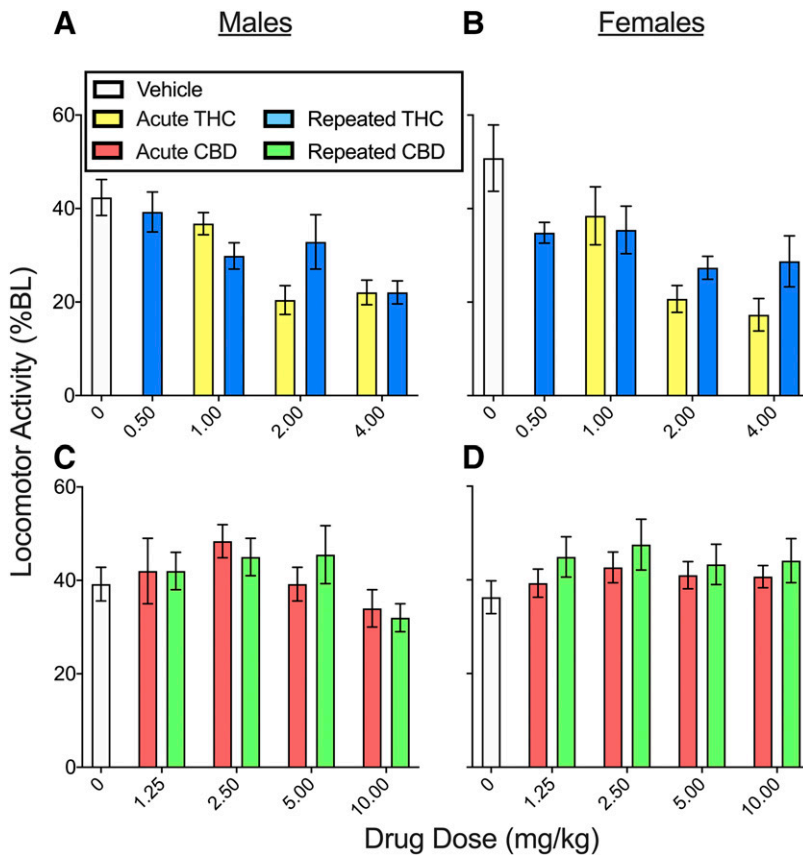 A Males
B Females
Vehicle
Acute THC Repeated THC
Acute CBD Repeated CBD
60
40
20
0
0 0.50 1.00 2.00 4.00
0 0.50 1.00 2.00 4.00
Locomotor Activity (%BL)
C
D
60
40
20
0
0 1.25 2.50 5.00 10.00
0 1.25 2.50 5.00 10.00
Drug Dose (mg/kg)